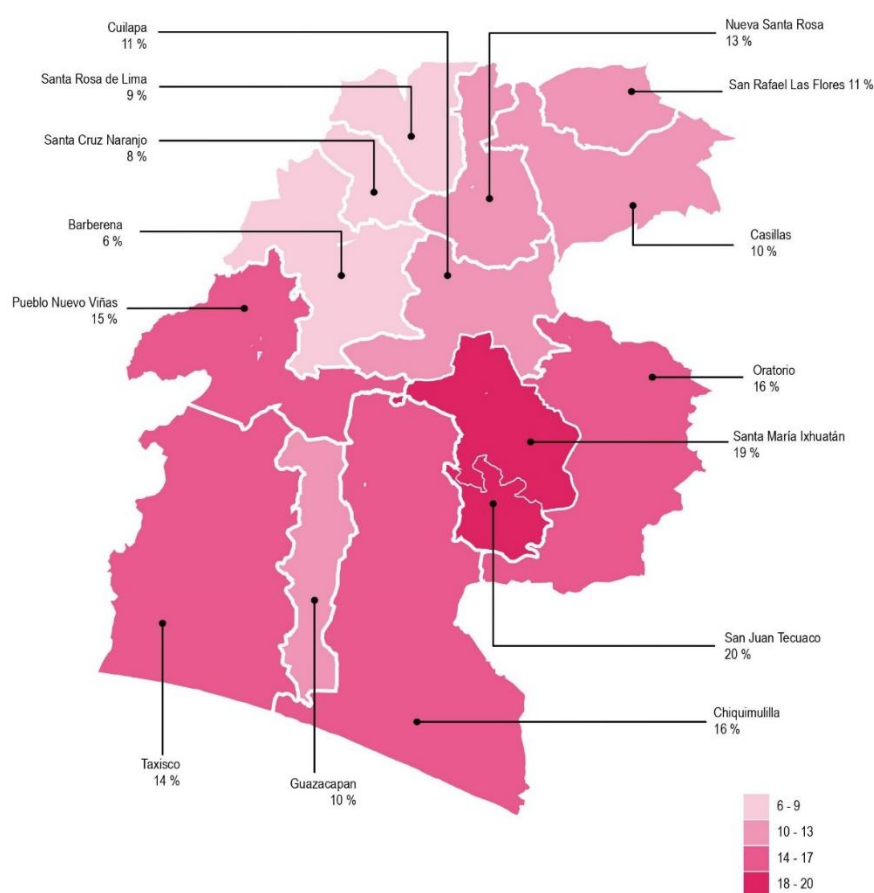 Cuilapa
11 %
Nueva Santa Rosa
13 %
Santa Rosa de Lima
9 %
San Rafael Las Flores 11 %
Santa Cruz Naranjo
8 %
Barberena
6 %
Casillas
10 %
Pueblo Nuevo Viñas
15 %
Oratorio
16 %
Santa María Ixhuatán
19 %
San Juan Tecuaco
20 %
Chiquimulilla
16 %
Taxisco
14 %
Guazacapan
10 %
6 - 9
10 - 13
14 - 17
18 - 20